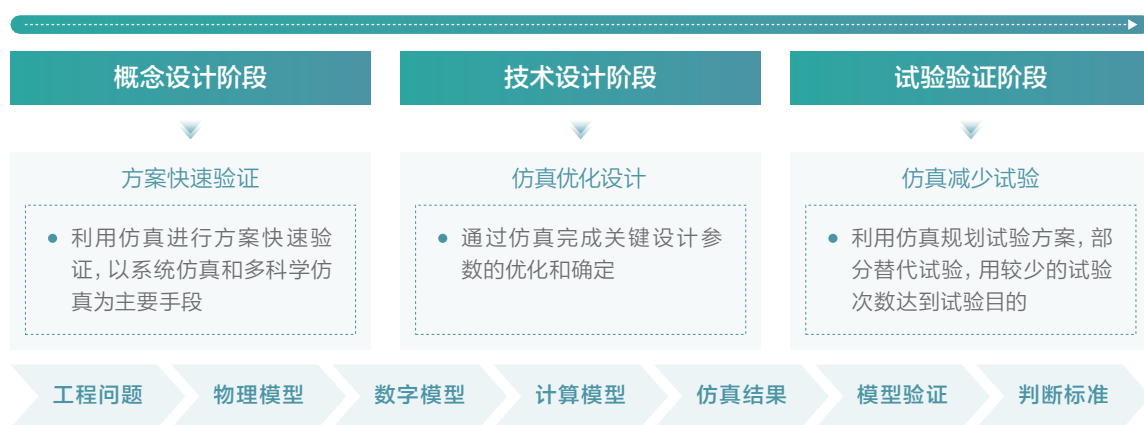 概念设计阶段
技术设计阶段
试验验证阶段
方案快速验证
利用仿真进行方案快速验
证，以系统仿真和多科学仿
真为主要手段
仿真优化设计
通过仿真完成关键设计参
数的优化和确定
仿真减少试验
利用仿真规划试验方案，部
分替代试验，用较少的试验
次数达到试验目的
工程问题
物理模型
数字模型
计算模型
仿真结果
模型验证
判断标准